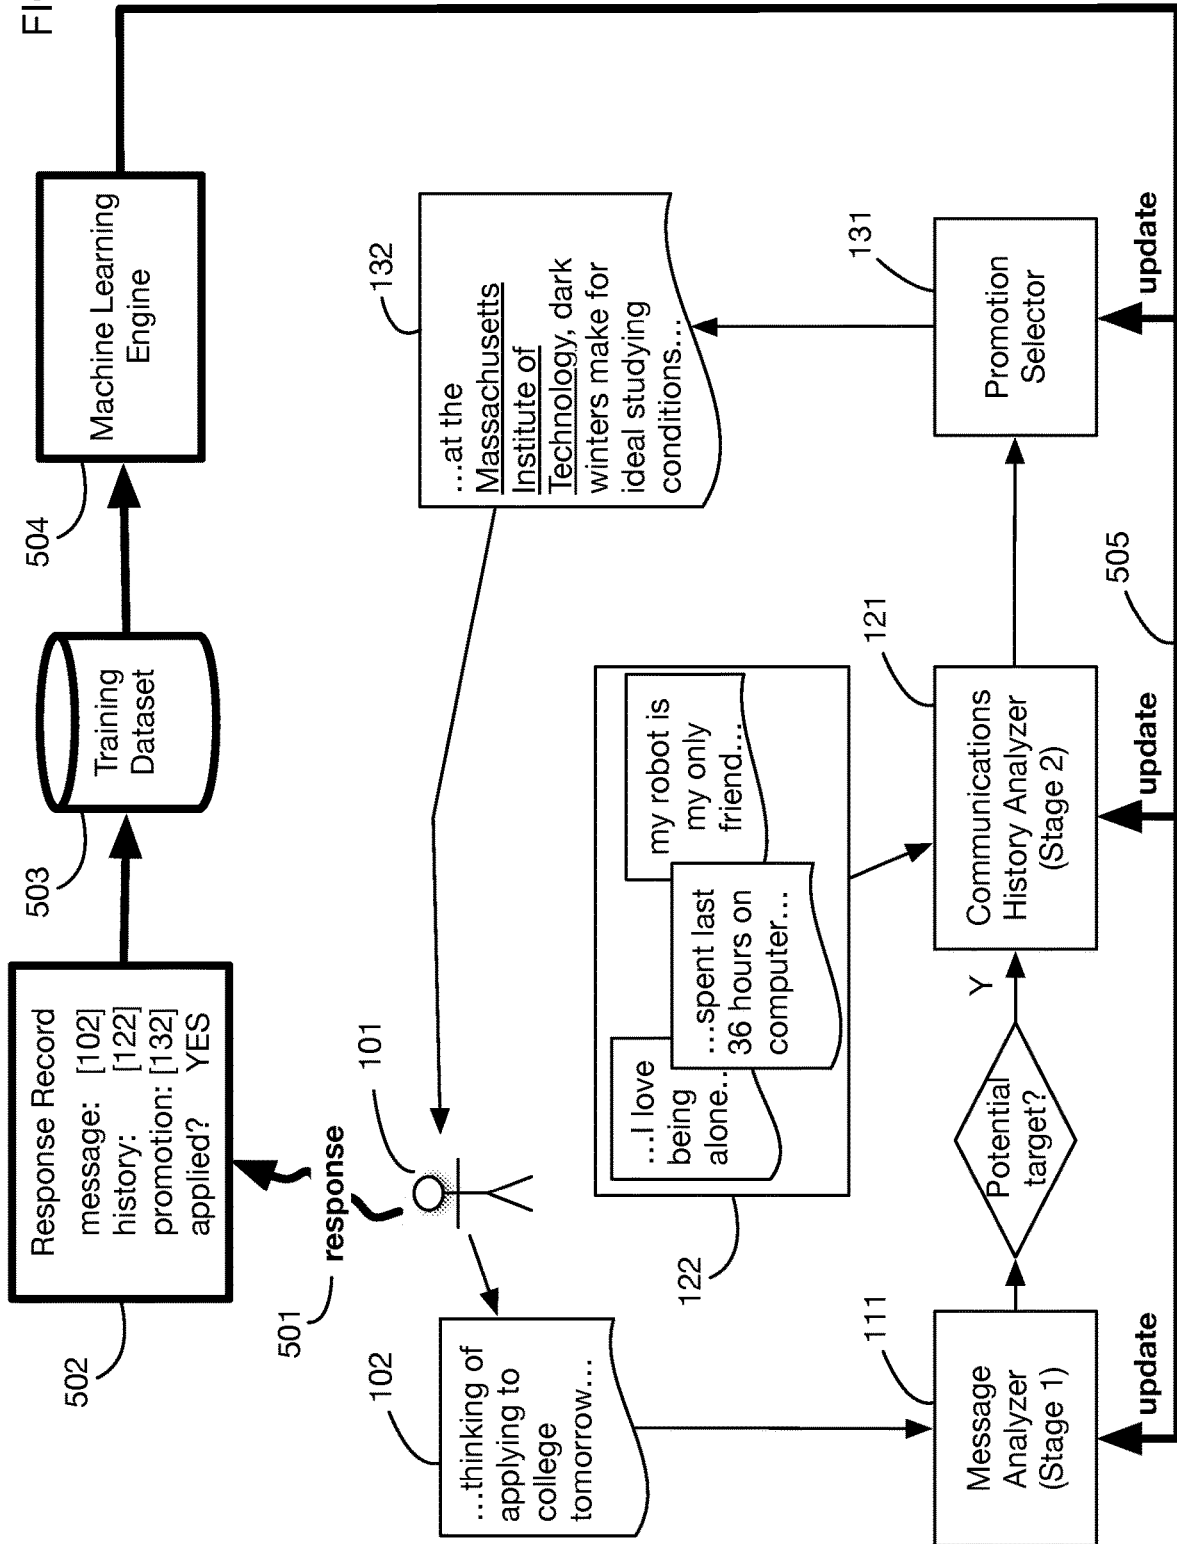 FI
Response Record
message: [102]
history: [122]
promotion: [132]
applied? YES
502
Training
Dataset
503
Machine Learning
Engine
504
501
response
101
102
...thinking of
applying to
college
tomorrow...
...at the
Massachusetts
Institute of
Technology, dark
winters make for
ideal studying
conditions...
132
...I love
being
alone...
...spent last
36 hours on
computer...
my robot is
my only
friend...
122
111
Message
Analyzer
(Stage 1)
Potential
target?
Y
121
Communications
History Analyzer
(Stage 2)
131
Promotion
Selector
505
update
update
update